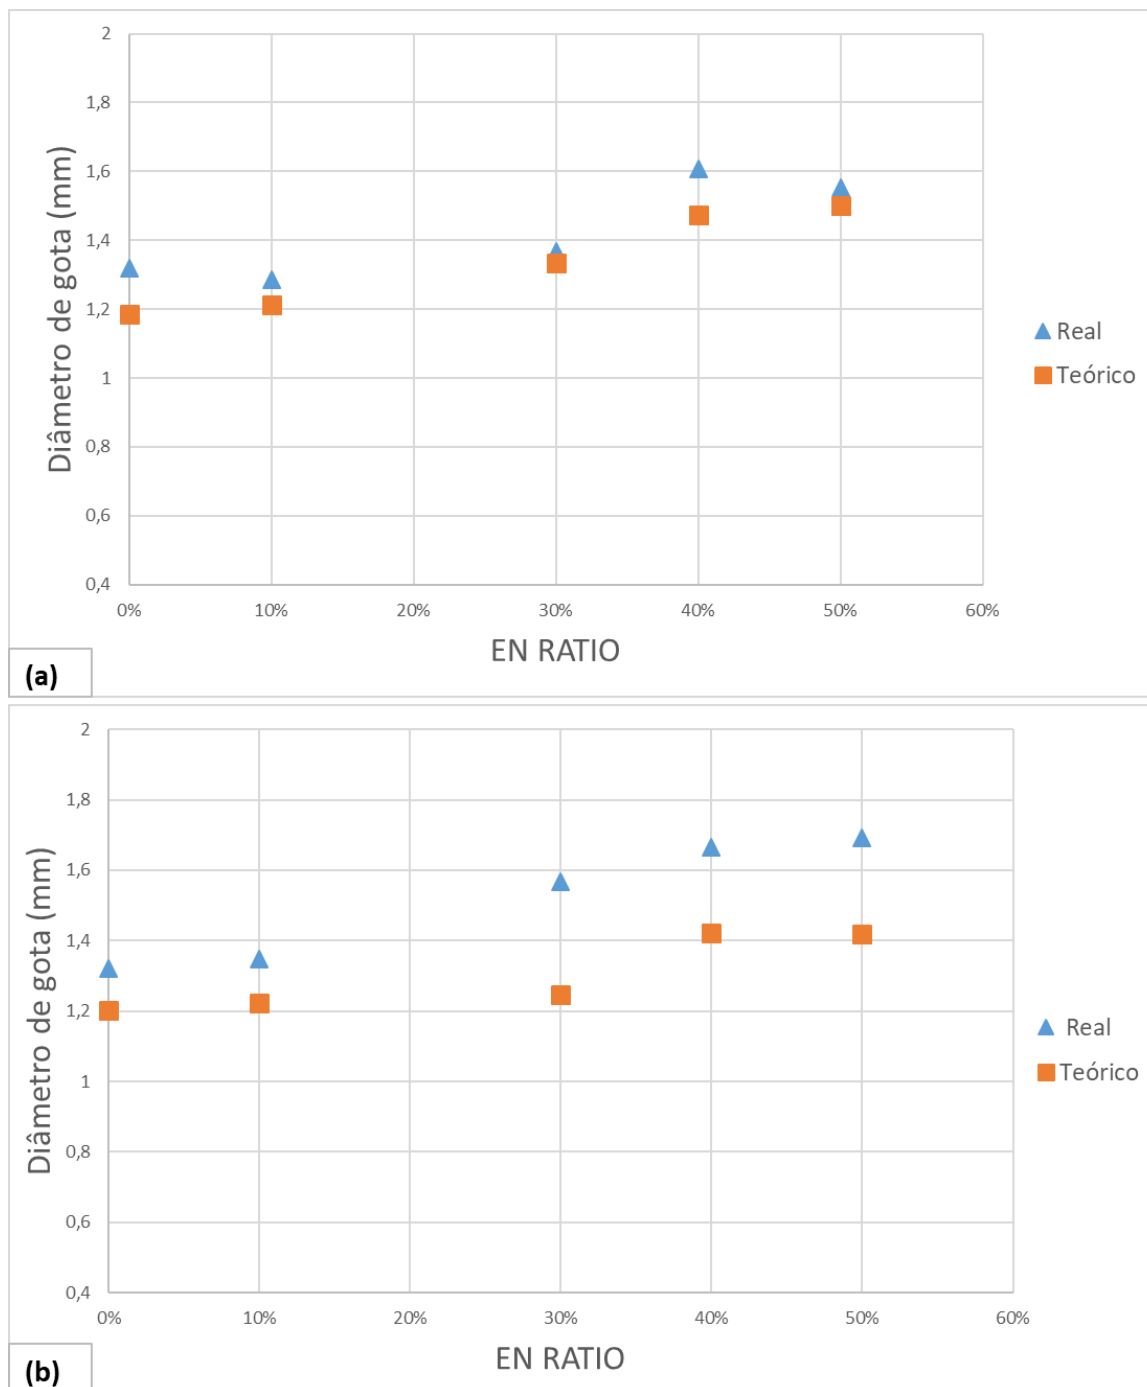 2
1,8
1,6
1,4
1,2
1
0,8
0,6
0,4
Diâmetro de gota (mm)
0% 10% 20% 30% 40% 50% 60%
EN RATIO
Real
Teórico
(a)
2
1,8
1,6
1,4
1,2
1
0,8
0,6
0,4
Diâmetro de gota (mm)
0% 10% 20% 30% 40% 50% 60%
EN RATIO
Real
Teórico
(b)